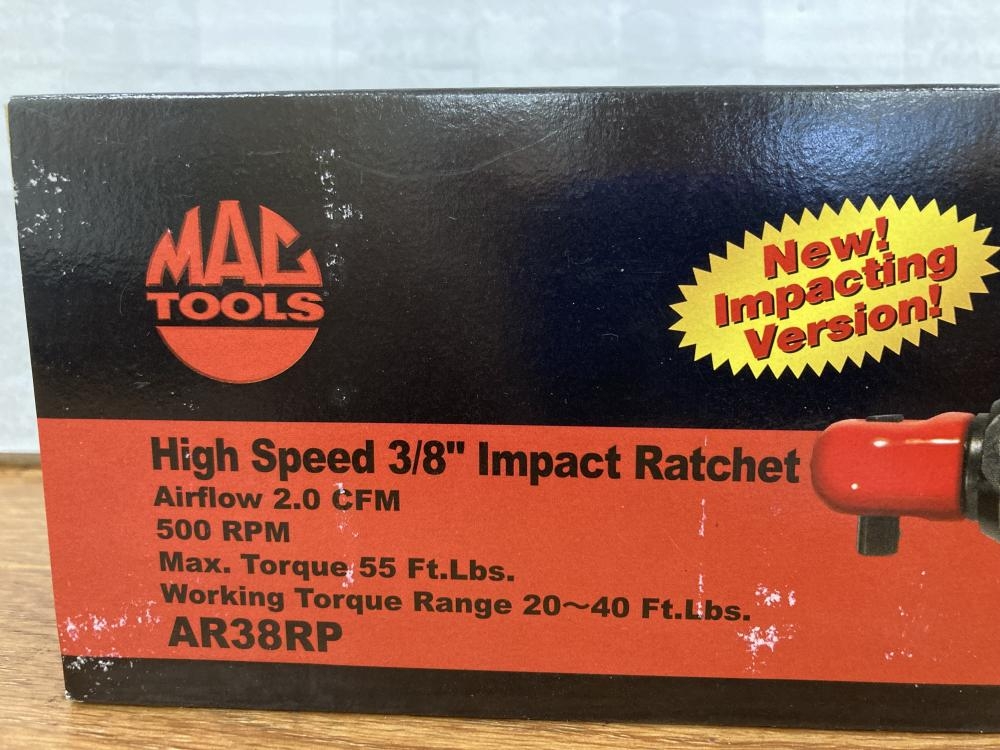 MAC
TOOLS
New!
Impacting
Version!
High Speed 3/8" Impact Ratchet
Airflow 2.0 CFM
500 RPM
Max. Torque 55 Ft.Lbs.
Working Torque Range 20~40 Ft.Lbs.
AR38RP